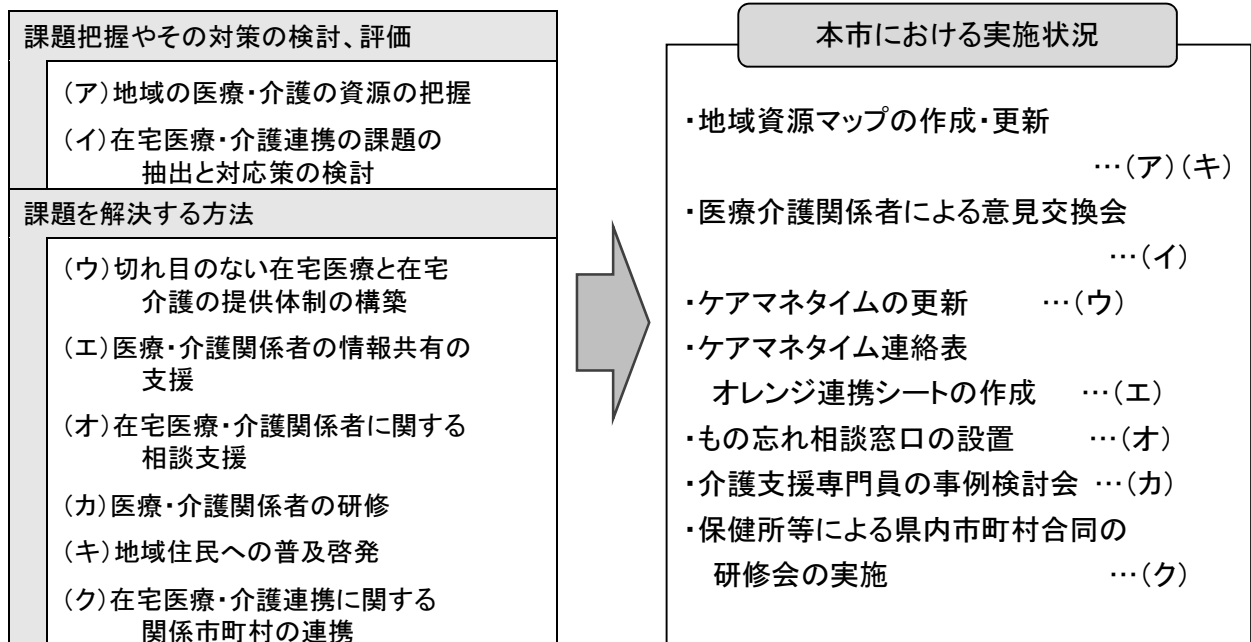 課題把握やその対策の検討、評価
(ア)地域の医療・介護の資源の把握
(イ)在宅医療・介護連携の課題の
抽出と対応策の検討
課題を解決する方法
(ウ)切れ目のない在宅医療と在宅
介護の提供体制の構築
(エ)医療・介護関係者の情報共有の
支援
(オ)在宅医療・介護関係者に関する
相談支援
(カ)医療・介護関係者の研修
(キ)地域住民への普及啓発
(ク)在宅医療・介護連携に関する
関係市町村の連携
本市における実施状況
・地域資源マップの作成・更新
…(ア)(キ)
・医療介護関係者による意見交換会
…(イ)
・ケアマネタイムの更新 …(ウ)
・ケアマネタイム連絡表
オレンジ連携シートの作成 …(エ)
・もの忘れ相談窓口の設置 …(オ)
・介護支援専門員の事例検討会 …(カ)
・保健所等による県内市町村合同の
研修会の実施 …(ク)